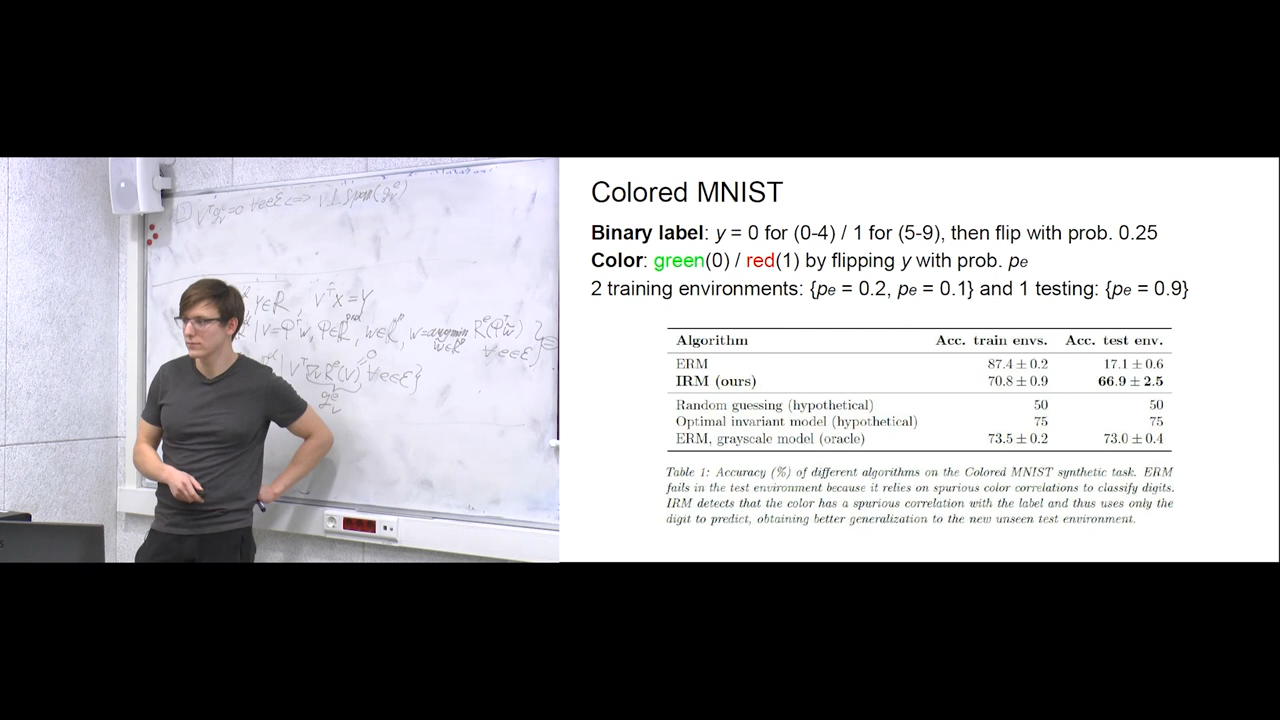 V^T g_v^e = 0 ∀e∈ε <=> V ⊥ Span(g_v^e)
Y∈R, V^T x = Y
V = Φ^T w, Φ∈R^{p×d}, w∈R^p, w = argmin R^e(Φ^T w̃)
w̃∈R^p ∀e∈ε}
V^T ∇R^e(V) = 0 ∀e∈ε}
g_v^e
Colored MNIST
Binary label: y = 0 for (0-4) / 1 for (5-9), then flip with prob. 0.25
Color: green(0) / red(1) by flipping y with prob. pe
2 training environments: {pe = 0.2, pe = 0.1} and 1 testing: {pe = 0.9}
Algorithm Acc. train envs. Acc. test env.
ERM 87.4 ± 0.2 17.1 ± 0.6
IRM (ours) 70.8 ± 0.9 66.9 ± 2.5
Random guessing (hypothetical) 50 50
Optimal invariant model (hypothetical) 75 75
ERM, grayscale model (oracle) 73.5 ± 0.2 73.0 ± 0.4
Table 1: Accuracy (%) of different algorithms on the Colored MNIST synthetic task. ERM
fails in the test environment because it relies on spurious color correlations to classify digits.
IRM detects that the color has a spurious correlation with the label and thus uses only the
digit to predict, obtaining better generalization to the new unseen test environment.